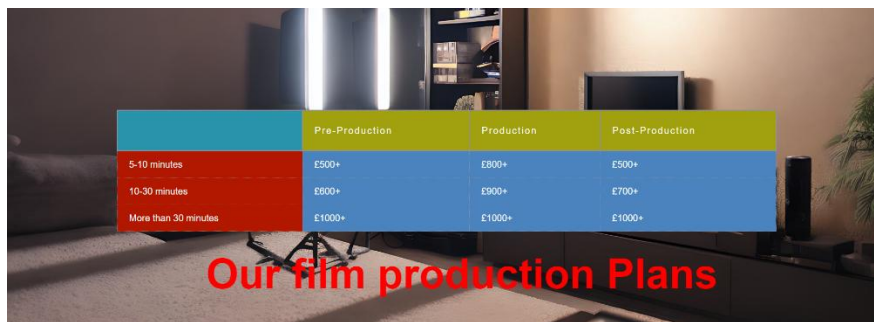 Pre-Production Production Post-Production
5-10 minutes £500+ £800+ £500+
10-30 minutes £600+ £900+ £700+
More than 30 minutes £1000+ £1000+ £1000+
Our film production Plans